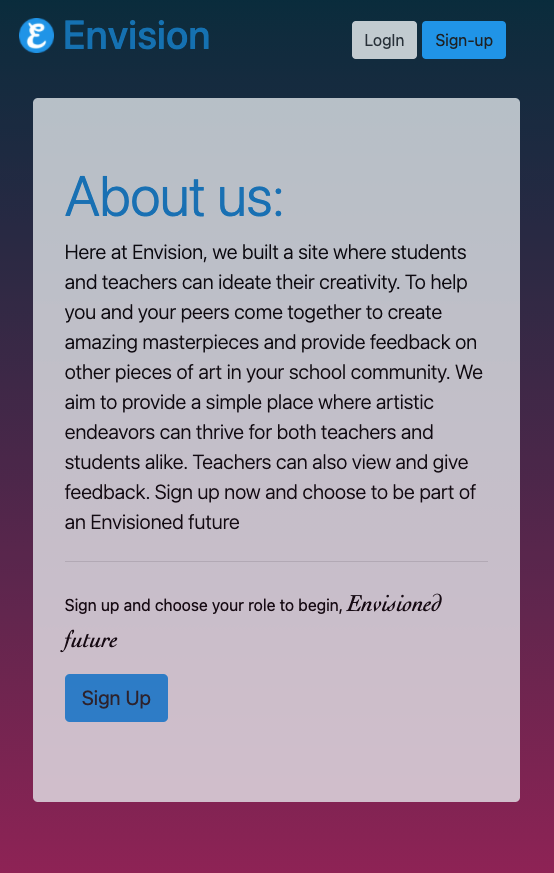 Envision
LogIn
Sign-up
About us:
Here at Envision, we built a site where students
and teachers can ideate their creativity. To help
you and your peers come together to create
amazing masterpieces and provide feedback on
other pieces of art in your school community. We
aim to provide a simple place where artistic
endeavors can thrive for both teachers and
students alike. Teachers can also view and give
feedback. Sign up now and choose to be part of
an Envisioned future
Sign up and choose your role to begin, Envisioned
future
Sign Up